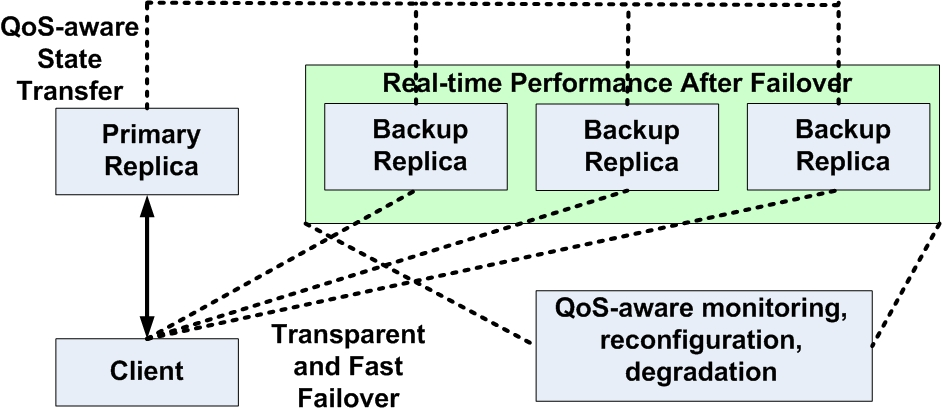 QoS-aware
State
Transfer
Real-time Performance After Failover
Primary
Replica
Backup
Replica
Backup
Replica
Backup
Replica
Client
Transparent
and Fast
Failover
QoS-aware monitoring,
reconfiguration,
degradation